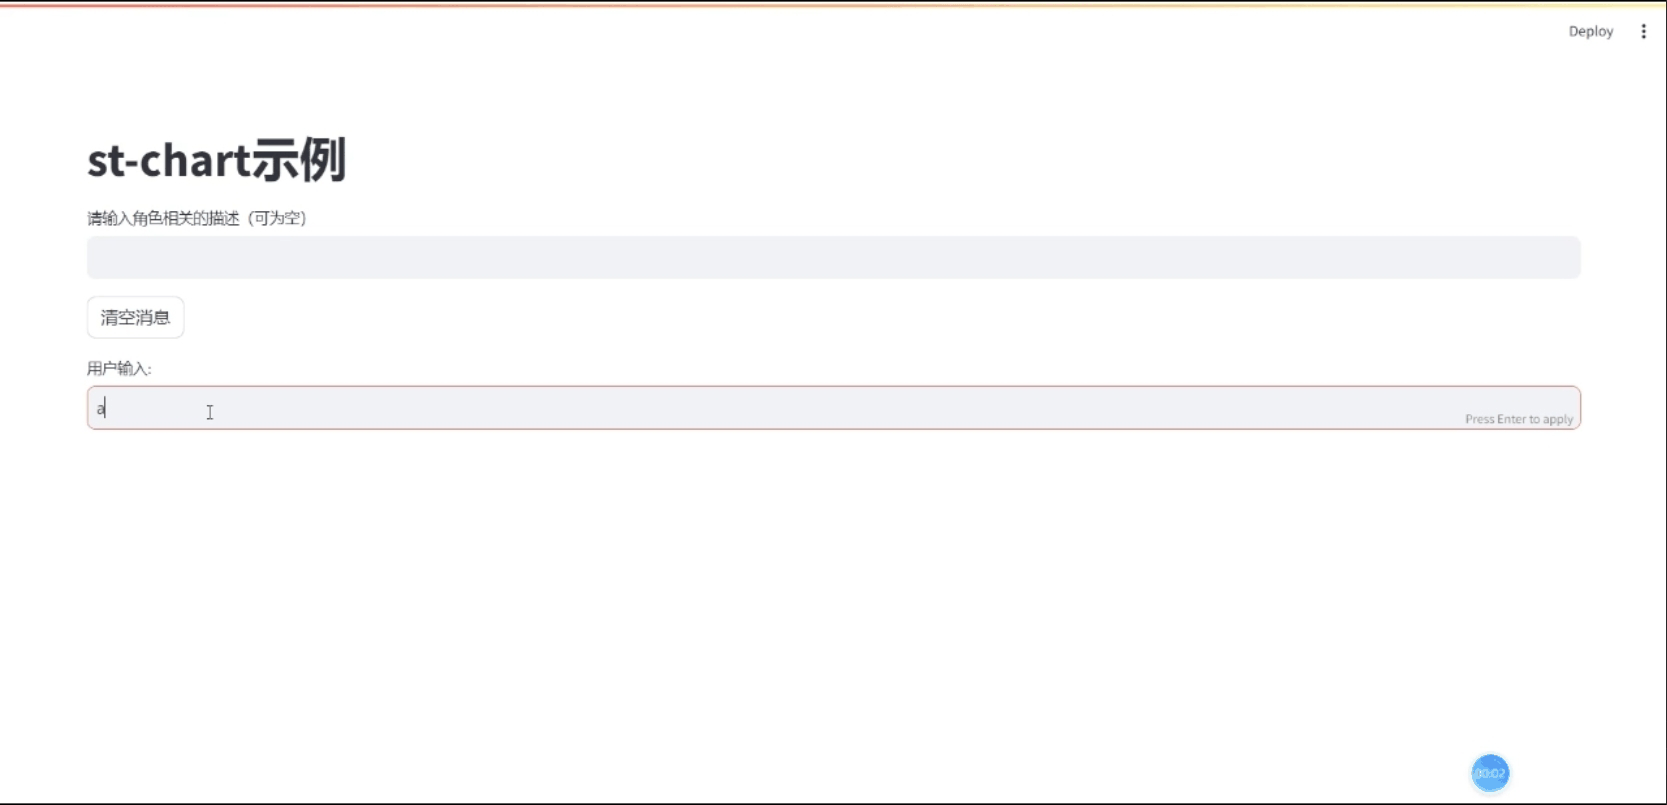 Deploy
st-chart示例
请输入角色相关的描述（可为空）
清空消息
用户输入:
a
Press Enter to apply
00:02